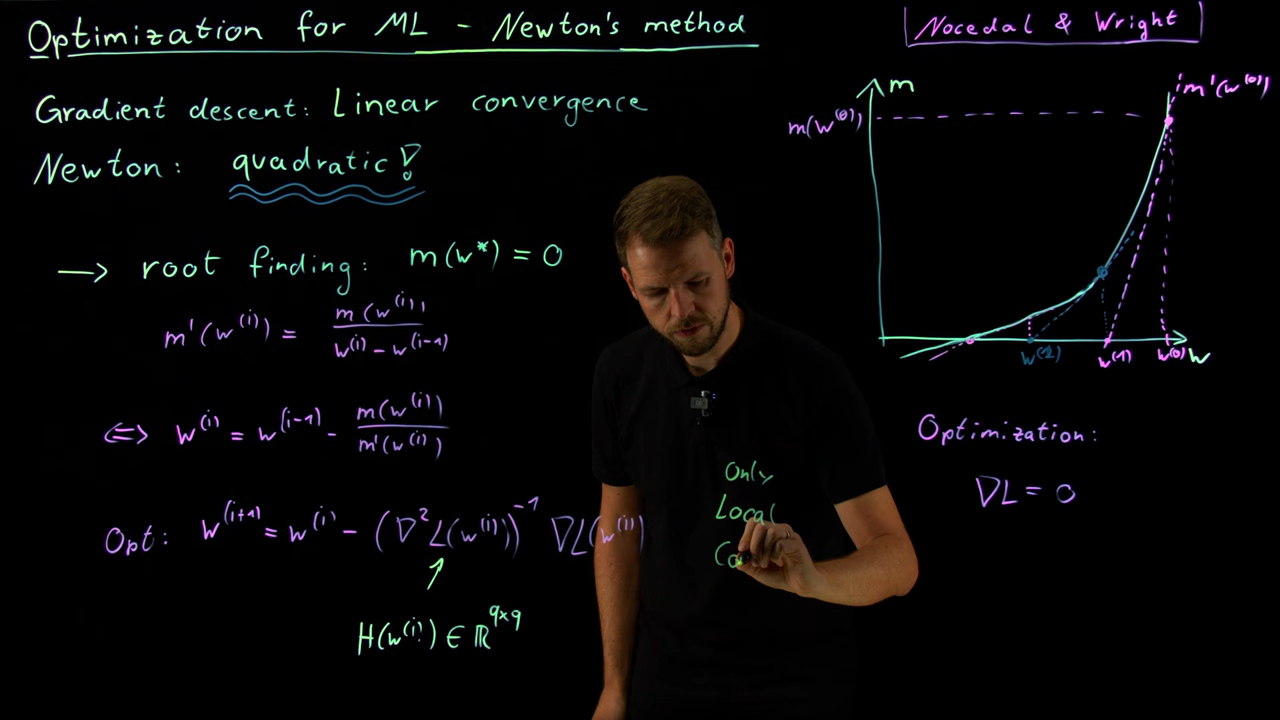 Optimization for ML - Newton's method
Nocedal & Wright
Gradient descent: Linear convergence
Newton: quadratic!
→ root finding: m(w*) = 0
m'(w^(i)) = m(w^(i)) / w^(i) - w^(i-1)
⟺ w^(i) = w^(i-1) - m(w^(i)) / m'(w^(i))
Opt: w^(i+1) = w^(i) - (∇²L(w^(i)))^-1 ∇L(w^(i))
↑
H(w^(i)) ∈ ℝ^q×q
Only
Local
Co
m
m'(w^(0))
m(w^(0))
w^(2) w^(1) w^(0) w
Optimization:
∇L = 0